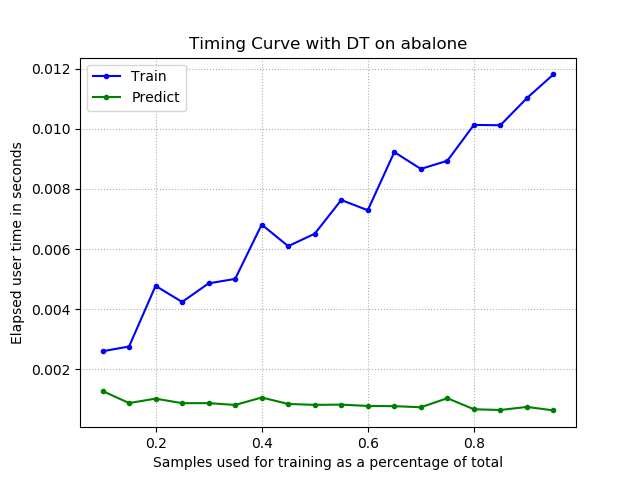 Timing Curve with DT on abalone
Train
Predict
0.012
0.010
0.008
0.006
0.004
0.002
Elapsed user time in seconds
0.2 0.4 0.6 0.8
Samples used for training as a percentage of total